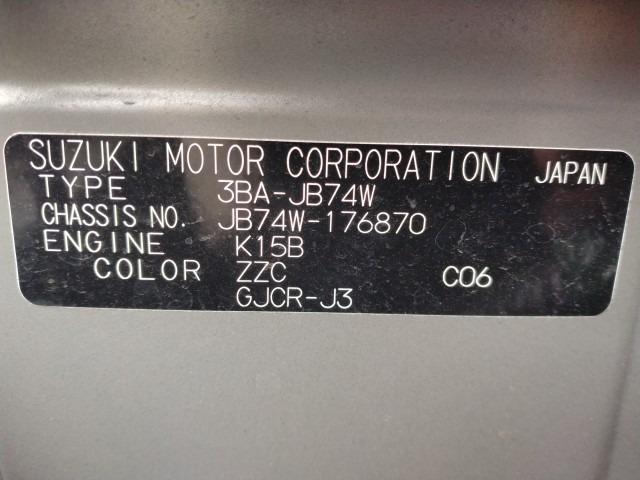 SUZUKI MOTOR CORPORATION JAPAN
TYPE 3BA-JB74W
CHASSIS NO. JB74W-176870
ENGINE K15B
COLOR ZZC C06
GJCR-J3